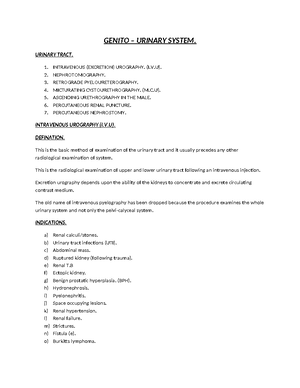 GENITO – URINARY SYSTEM.
URINARY TRACT.
1. INTRAVENOUS (EXCRETION) UROGRAPHY. (I.V.U).
2. NEPHROTOMOGRAPHY.
3. RETROGRADE PYELOURETEROGRAPHY.
4. MICTURATING CYSTOURETHROGRAPHY. (M.C.U).
5. ASCENDING URETHROGRAPHY IN THE MALE.
6. PERCUTANEOUS RENAL PUNCTURE.
7. PERCUTANEOUS NEPHROSTOMY.
INTRAVENOUS UROGRAPHY (I.V.U).
DEFINATION.
This is the basic method of examination of the urinary tract and it usually precedes any other
radiological examination of system.
This is the radiological examination of upper and lower urinary tract following an intravenous injection.
Excretion urography depends upon the ability of the kidneys to concentrate and excrete circulating
contrast medium.
The old name of intravenous pyelography has been dropped because the procedure examines the whole
urinary system and not only the pelvi-calyceal system.
INDICATIONS.
a) Renal calculi/stones.
b) Urinary tract infections (UTI).
c) Abdominal mass.
d) Ruptured kidney (following trauma).
e) Renal T.B
f) Ectopic kidney.
g) Benign prostatic hyperplasia. (BPH).
h) Hydronephrosis.
i) Pyelonephritis.
j) Space occupying lesions.
k) Renal hypertension.
l) Renal failure.
m) Strictures.
n) Fistula (e).
o) Burkitts lymphoma.